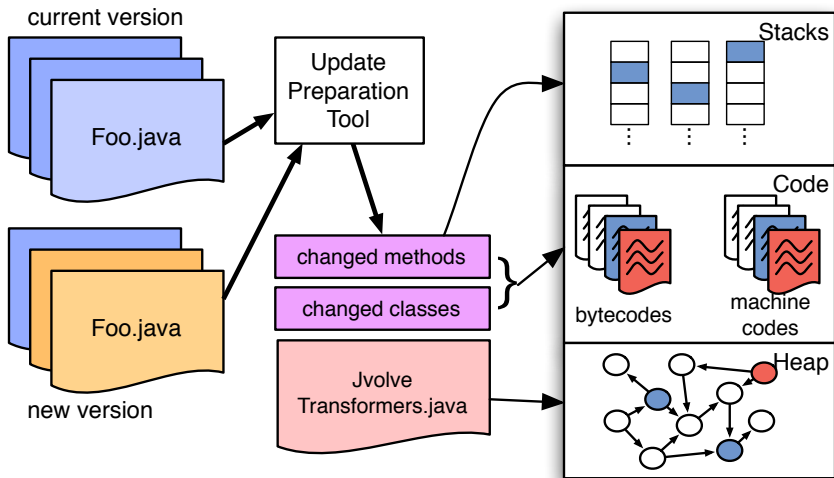 current version
Foo.java
Foo.java
new version
Update
Preparation
Tool
changed methods
changed classes
}
Jvolve
Transformers.java
Stacks
Code
bytecodes
machine
codes
Heap